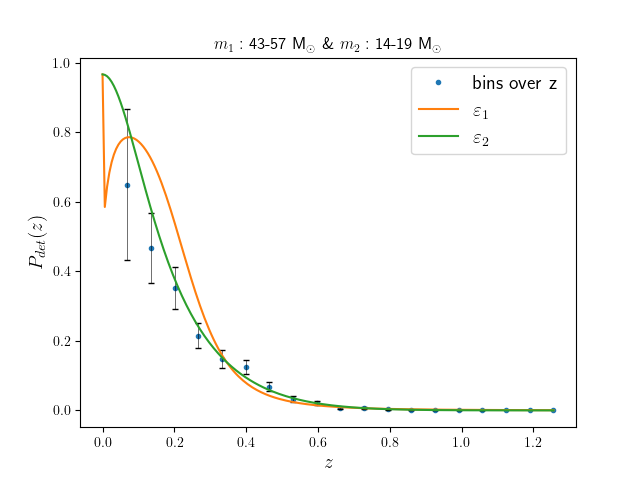 m₁ : 43-57 M⊙ & m₂ : 14-19 M⊙
1.0
0.8
0.6
0.4
0.2
0.0
P_det(z)
bins over z
ε₁
ε₂
0.0 0.2 0.4 0.6 0.8 1.0 1.2
z